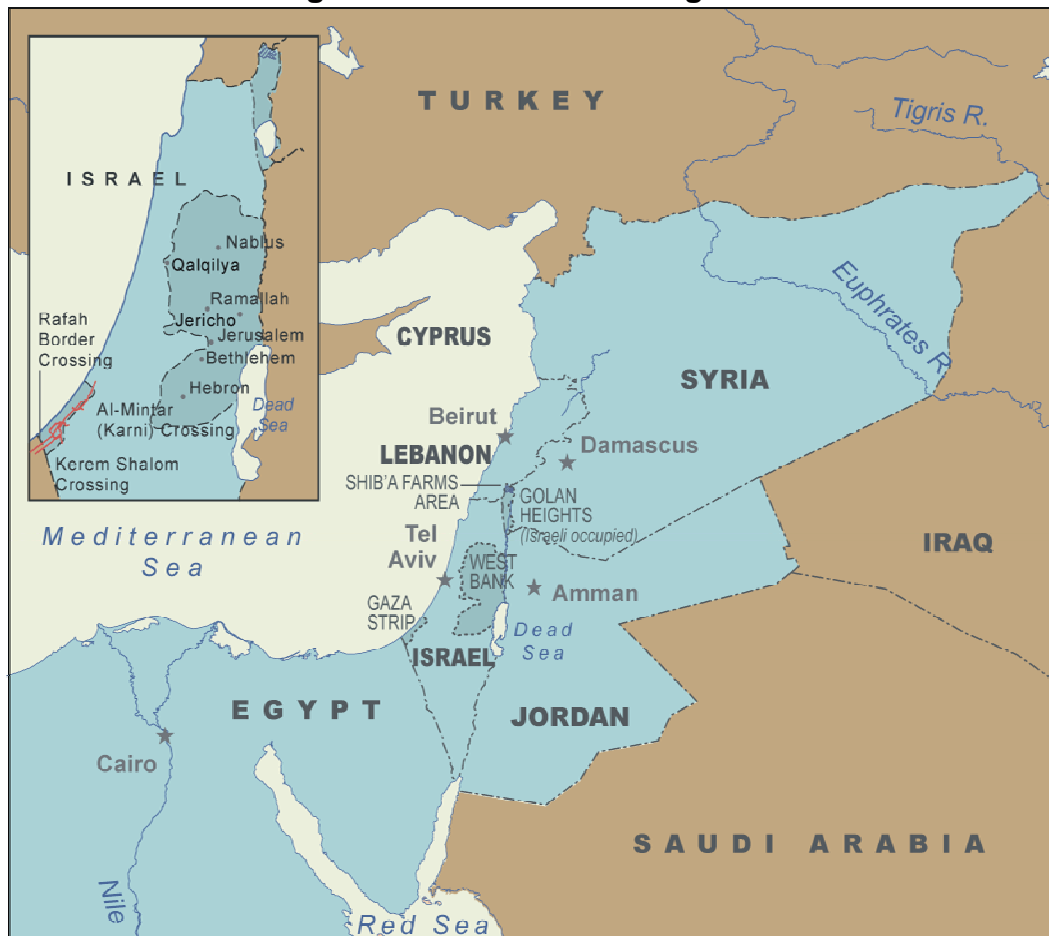 TURKEY
Tigris R.
ISRAEL
Nablus
Qalqilya
Ramallah
Jericho
Jerusalem
Bethlehem
Hebron
Rafah
Border
Crossing
Al-Mintar
(Karni) Crossing
Dead
Sea
Kerem Shalom
Crossing
Euphrates R.
CYPRUS
SYRIA
Beirut
LEBANON
Damascus
SHIB'A FARMS
AREA
GOLAN
HEIGHTS
(Israeli occupied)
Mediterranean
Sea
Tel
Aviv
WEST
BANK
IRAQ
Amman
GAZA
STRIP
Dead
Sea
ISRAEL
EGYPT
JORDAN
Cairo
SAUDI ARABIA
Nile
Red Sea